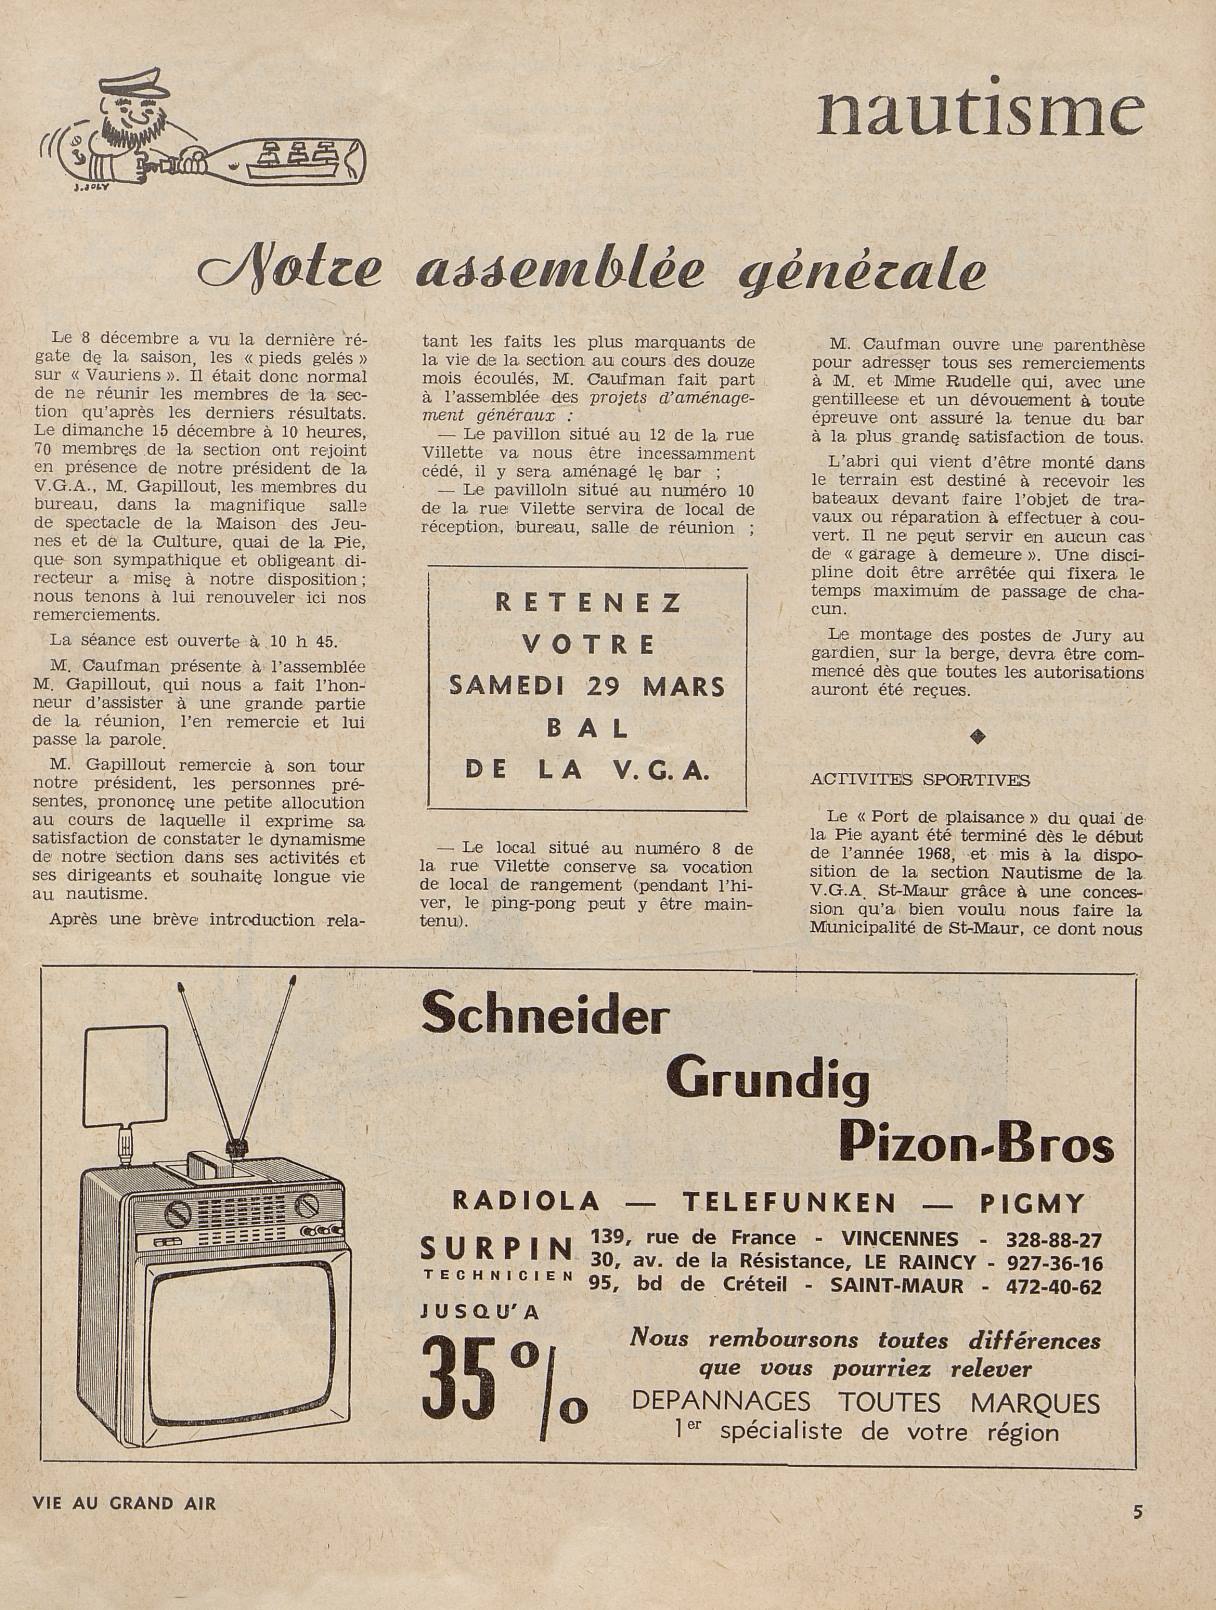 nautisme
J. JOLY
Notre assemblée générale
Le 8 décembre a vu la dernière ré-
gate de la saison, les « pieds gelés »
sur « Vauriens ». Il était donc normal
de ne réunir les membres de la sec-
tion qu'après les derniers résultats.
Le dimanche 15 décembre à 10 heures,
70 membres de la section ont rejoint
en présence de notre président de la
V.G.A., M. Gapillout, les membres du
bureau, dans la magnifique salle
de spectacle de la Maison des Jeu-
nes et de la Culture, quai de la Pie,
que son sympathique et obligeant di-
recteur a mise à notre disposition ;
nous tenons à lui renouveler ici nos
remerciements.
La séance est ouverte à 10 h 45.
M. Caufman présente à l'assemblée
M. Gapillout, qui nous a fait l'hon-
neur d'assister à une grande partie
de la réunion, l'en remercie et lui
passe la parole.
M. Gapillout remercie à son tour
notre président, les personnes pré-
sentes, prononce une petite allocution
au cours de laquelle il exprime sa
satisfaction de constater le dynamisme
de notre section dans ses activités et
ses dirigeants et souhaite longue vie
au nautisme.
Après une brève introduction rela-
tant les faits les plus marquants de
la vie de la section au cours des douze
mois écoulés, M. Caufman fait part
à l'assemblée des projets d'aménage-
ment généraux :
— Le pavillon situé au 12 de la rue
Villette va nous être incessamment
cédé, il y sera aménagé le bar ;
— Le pavilloln situé au numéro 10
de la rue Vilette servira de local de
réception, bureau, salle de réunion ;
RETENEZ
VOTRE
SAMEDI 29 MARS
BAL
DE LA V.G.A.
— Le local situé au numéro 8 de
la rue Vilette conserve sa vocation
de local de rangement (pendant l'hi-
ver, le ping-pong peut y être main-
tenu).
M. Caufman ouvre une parenthèse
pour adresser tous ses remerciements
à M. et Mme Rudelle qui, avec une
gentilleese et un dévouement à toute
épreuve ont assuré la tenue du bar
à la plus grande satisfaction de tous.
L'abri qui vient d'être monté dans
le terrain est destiné à recevoir les
bateaux devant faire l'objet de tra-
vaux ou réparation à effectuer à cou-
vert. Il ne peut servir en aucun cas
de « garage à demeure ». Une disci-
pline doit être arrêtée qui fixera le
temps maximum de passage de cha-
cun.
Le montage des postes de Jury au
gardien, sur la berge, devra être com-
mencé dès que toutes les autorisations
auront été reçues.
ACTIVITES SPORTIVES
Le « Port de plaisance » du quai de
la Pie ayant été terminé dès le début
de l'année 1968, et mis à la dispo-
sition de la section Nautisme de la
V.G.A. St-Maur grâce à une conces-
sion qu'a bien voulu nous faire la
Municipalité de St-Maur, ce dont nous
Schneider
Grundig
Pizon-Bros
RADIOLA — TELEFUNKEN — PIGMY
SURPIN
TECHNICIEN
139, rue de France - VINCENNES - 328-88-27
30, av. de la Résistance, LE RAINCY - 927-36-16
95, bd de Créteil - SAINT-MAUR - 472-40-62
JUSQU'A
35 %
Nous remboursons toutes différences
que vous pourriez relever
DEPANNAGES TOUTES MARQUES
1er spécialiste de votre région
VIE AU GRAND AIR
5